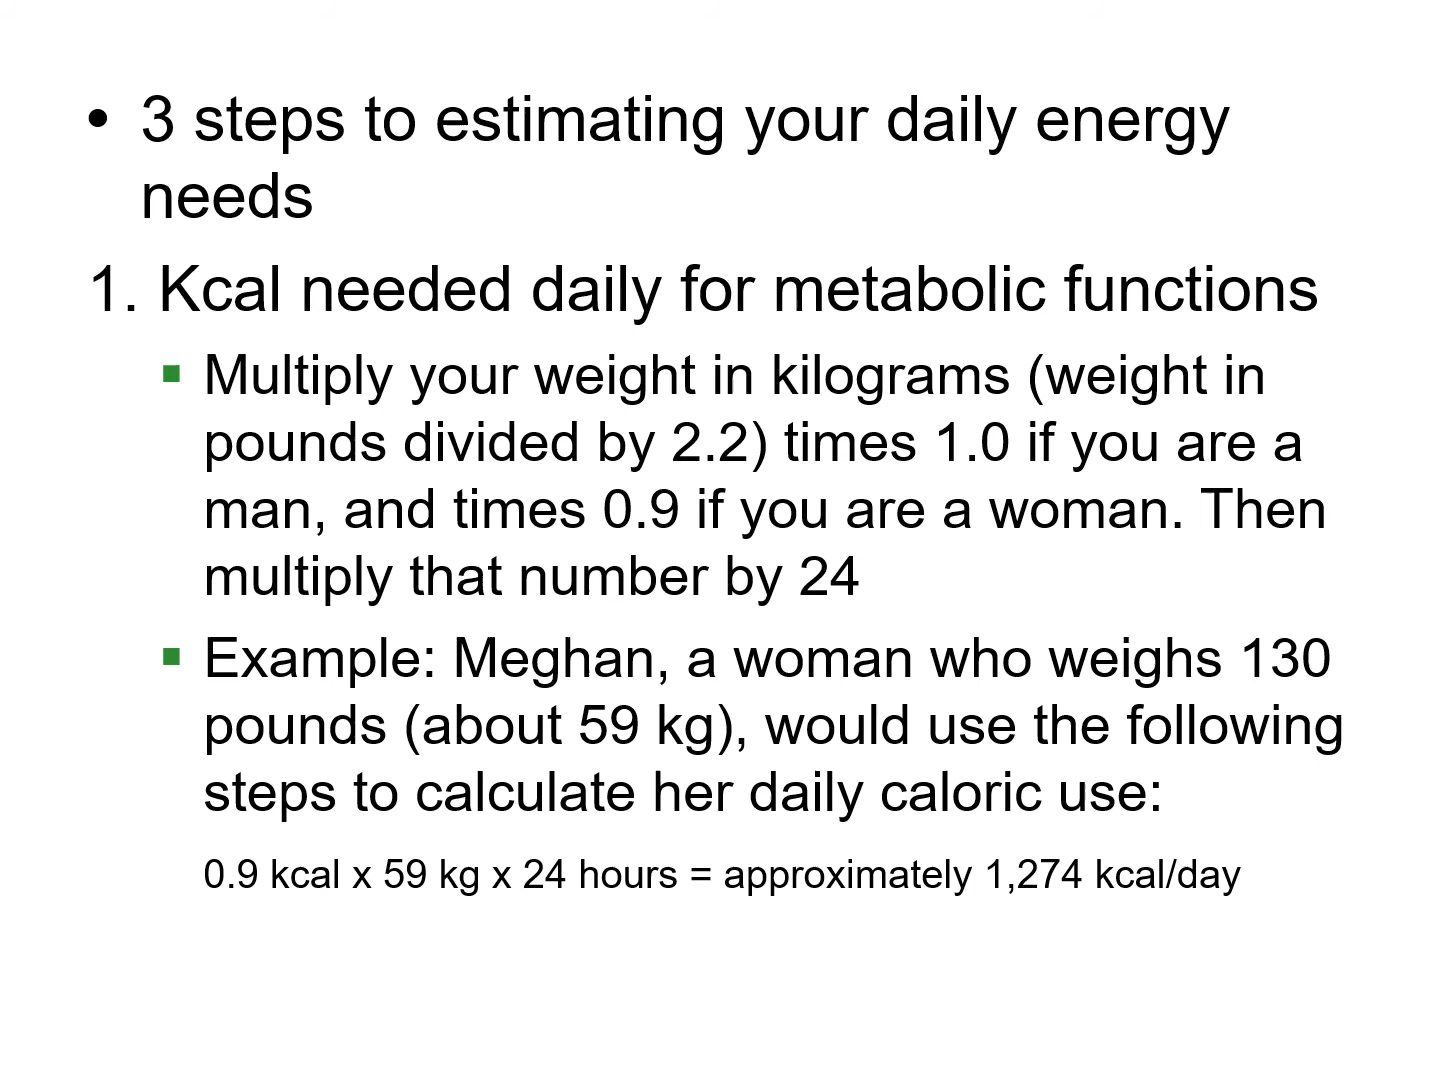 • 3 steps to estimating your daily energy
needs
1. Kcal needed daily for metabolic functions
▪ Multiply your weight in kilograms (weight in
pounds divided by 2.2) times 1.0 if you are a
man, and times 0.9 if you are a woman. Then
multiply that number by 24
▪ Example: Meghan, a woman who weighs 130
pounds (about 59 kg), would use the following
steps to calculate her daily caloric use:
0.9 kcal x 59 kg x 24 hours = approximately 1,274 kcal/day